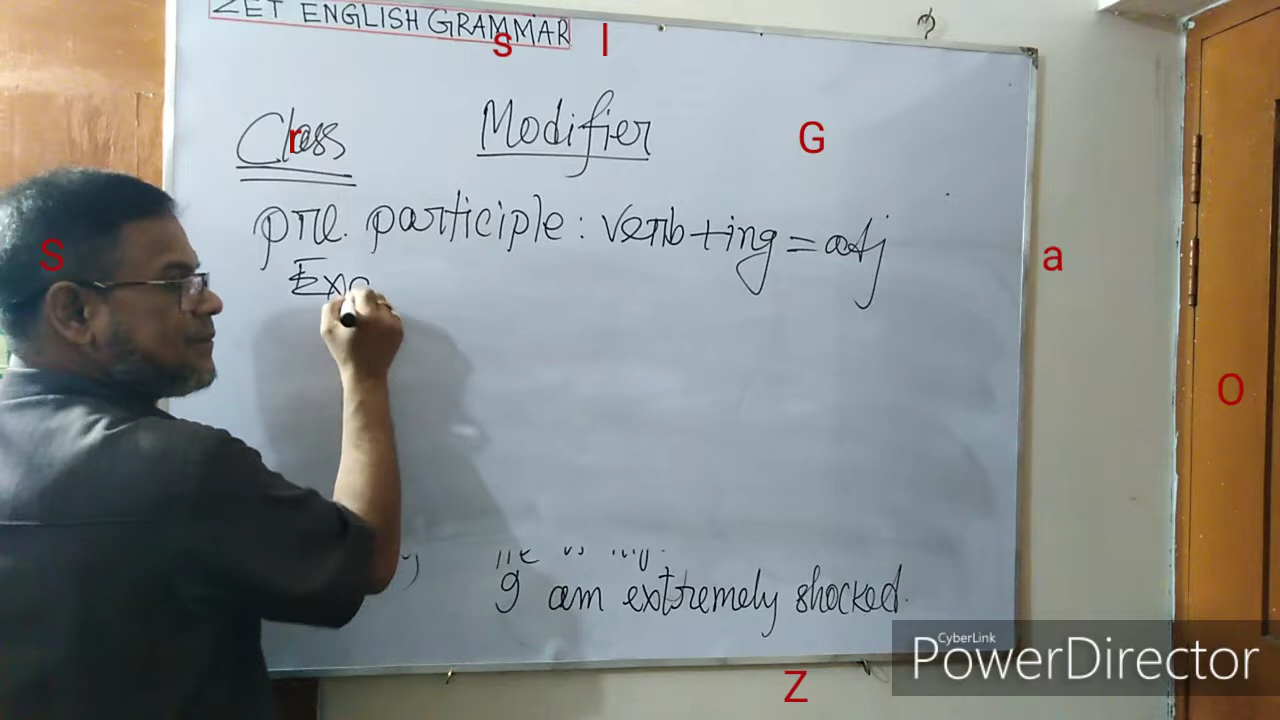 ZET ENGLISH GRAMMAR
s l
Class Modifier
r G
pre. participle : verb+ing = adj
S a
Exa
O
I am extremely shocked.
CyberLink
PowerDirector
Z